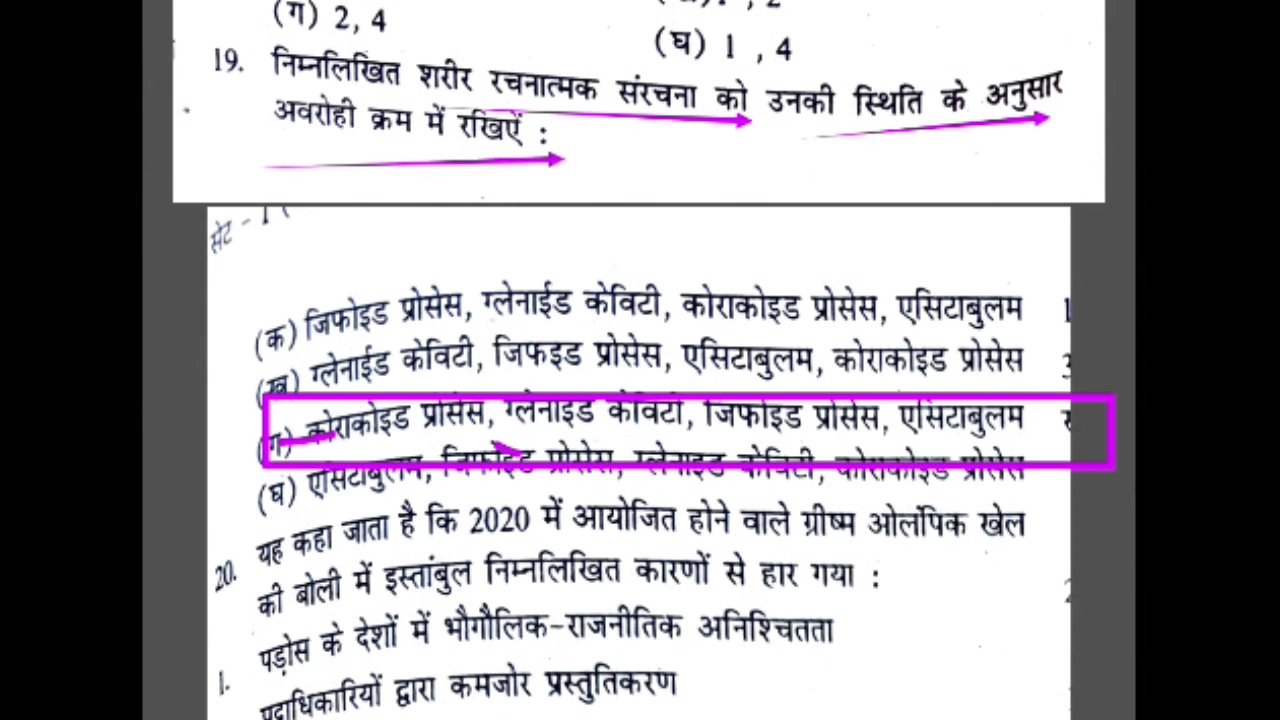 (ग) 2, 4
(घ) 1 , 4
19. निम्नलिखित शरीर रचनात्मक संरचना को उनकी स्थिति के अनुसार
अवरोही क्रम में रखिएें :
सेट -
(क) जिफोइड प्रोसेस, ग्लेनाईड केविटी, कोराकोइड प्रोसेस, एसिटाबुलम
(ख) ग्लेनाईड केविटी, जिफइड प्रोसेस, एसिटाबुलम, कोराकोइड प्रोसेस
(ग) कोराकोइड प्रोसेस, ग्लेनाइड केविटी, जिफोइड प्रोसेस, एसिटाबुलम
(घ) एसिटाबुलम, जिफोइड प्रोसेस, ग्लेनाइड केविटी, कोराकोइड प्रोसेस
20. यह कहा जाता है कि 2020 में आयोजित होने वाले ग्रीष्म ओलंपिक खेल
की बोली में इस्तांबुल निम्नलिखित कारणों से हार गया :
1. पड़ोस के देशों में भौगौलिक-राजनीतिक अनिश्चितता
पदाधिकारियों द्वारा कमजोर प्रस्तुतिकरण